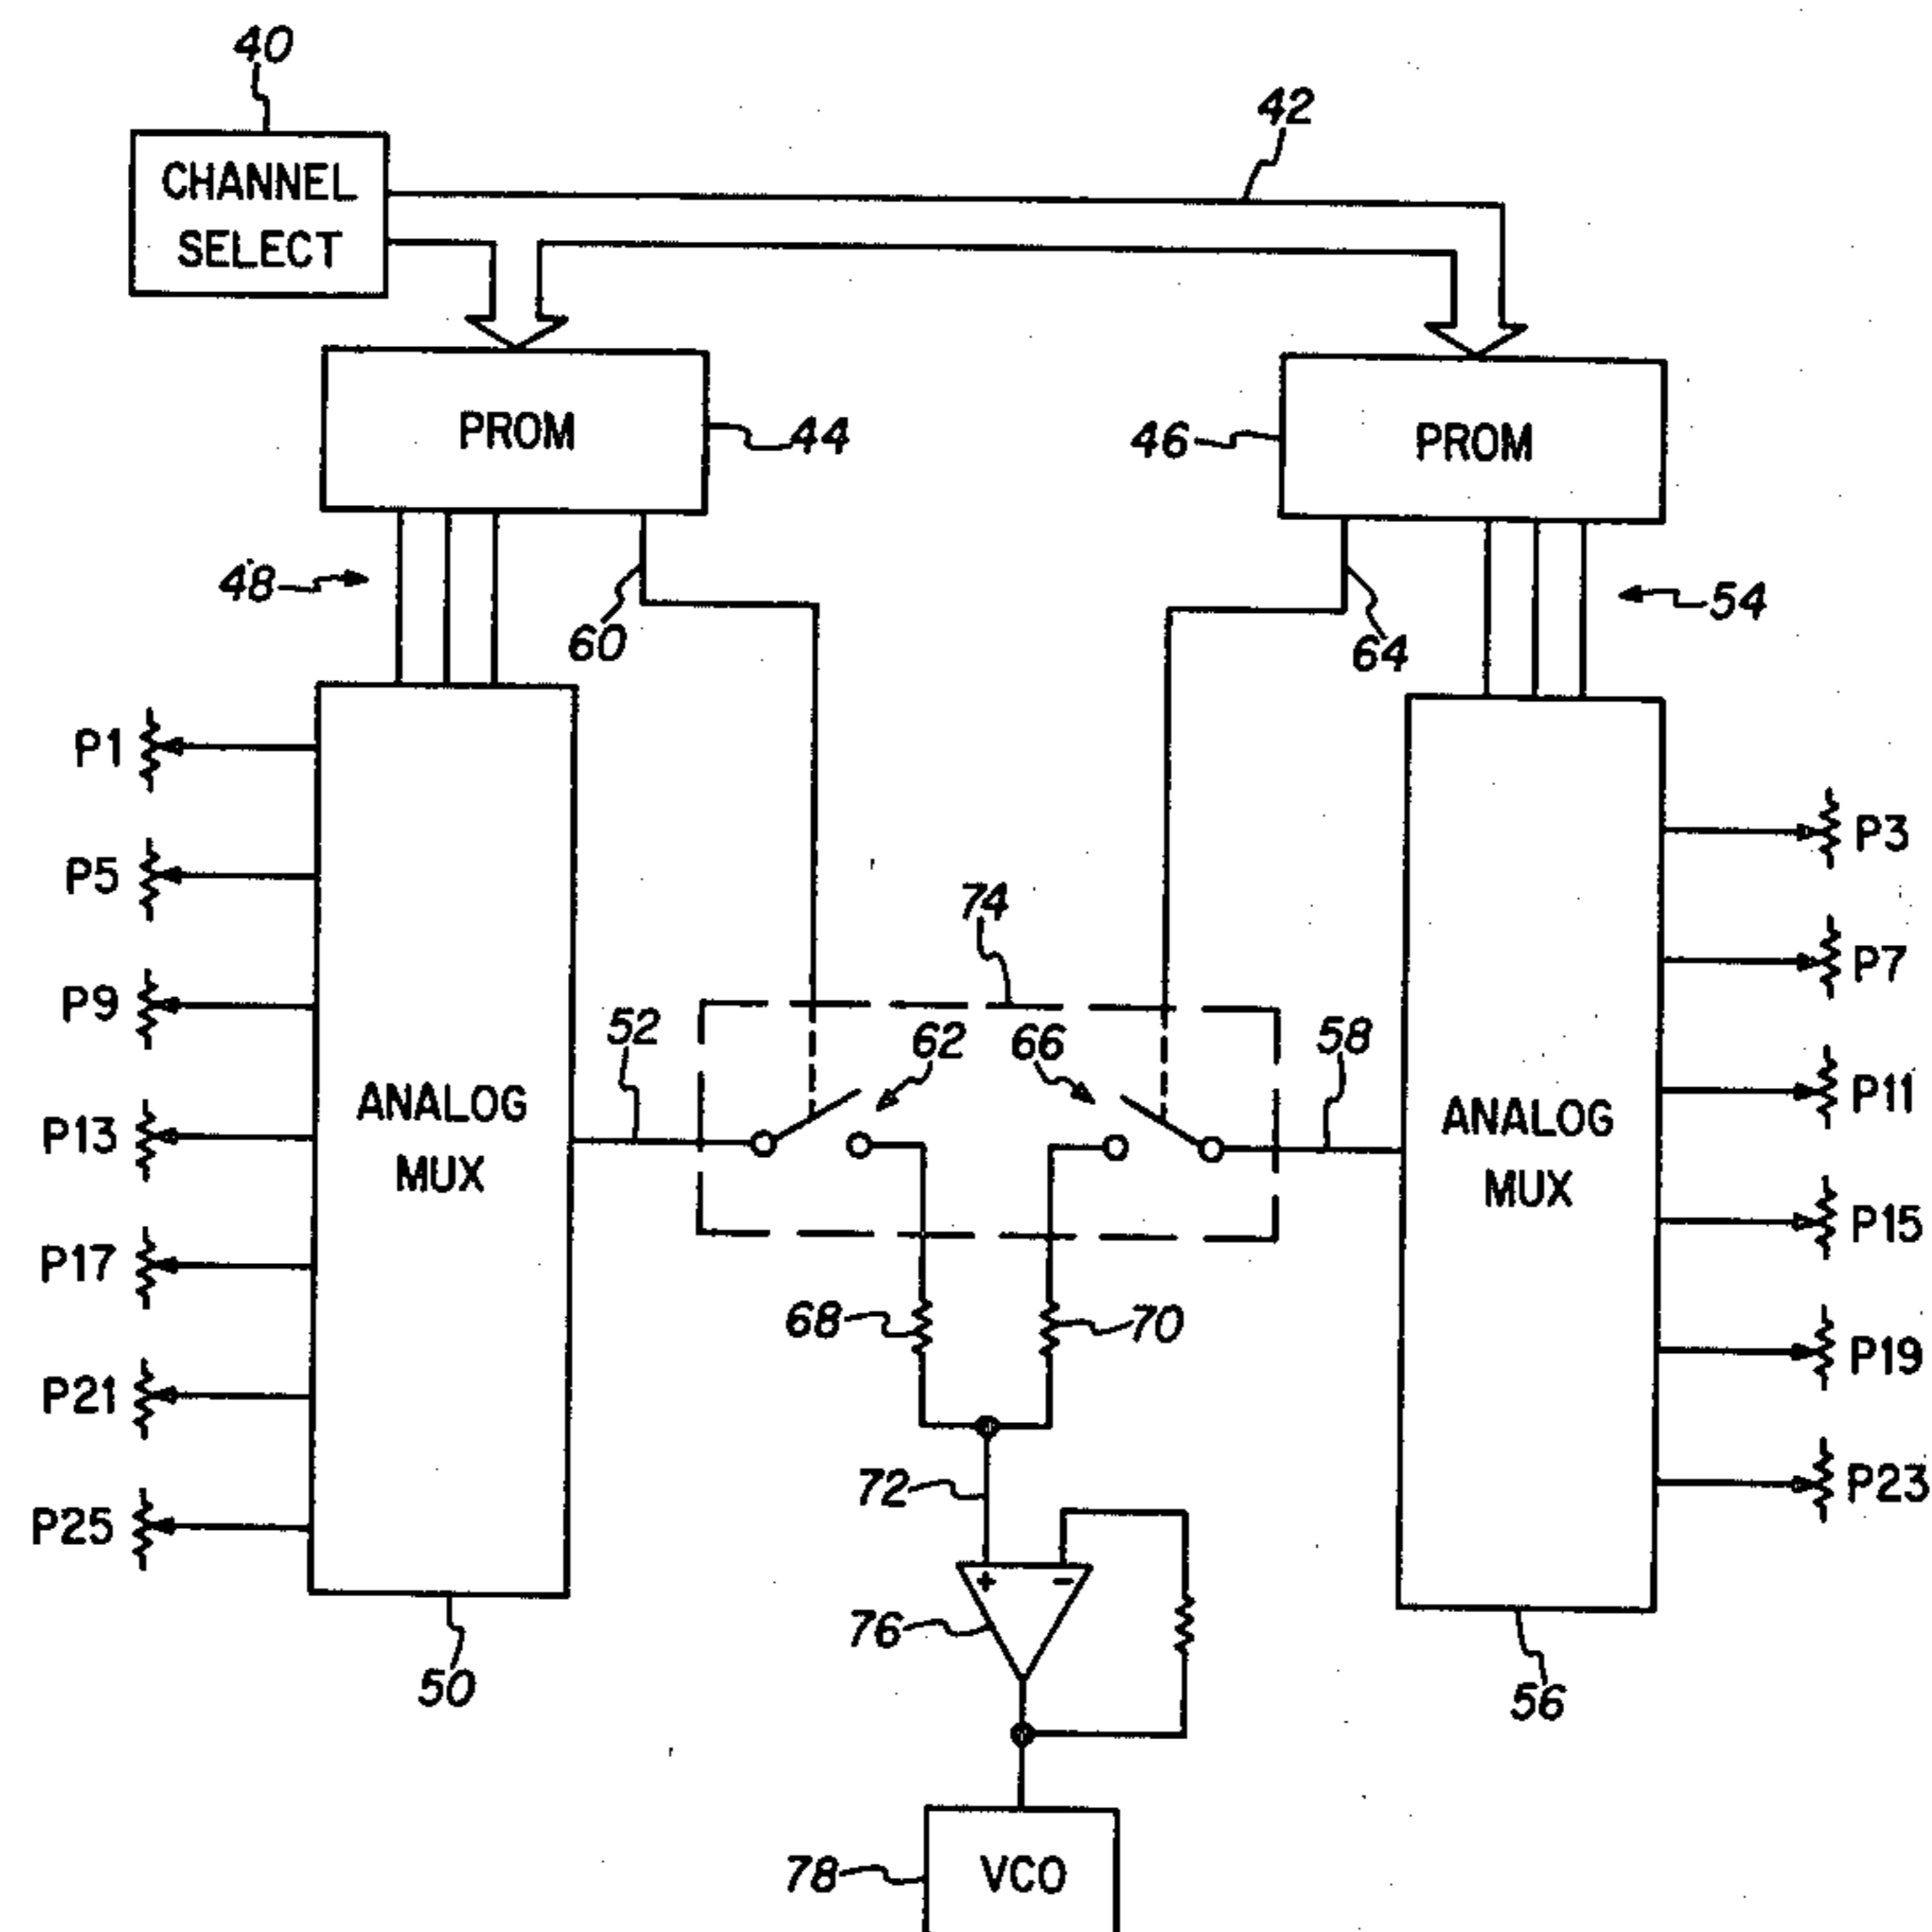 40
42
CHANNEL
SELECT
PROM
44
46
PROM
48
60
64
54
P1
P5
P9
P13
P17
P21
P25
ANALOG
MUX
50
52
74
62
66
58
68
70
72
+
-
76
78
VCO
ANALOG
MUX
56
P3
P7
P11
P15
P19
P23